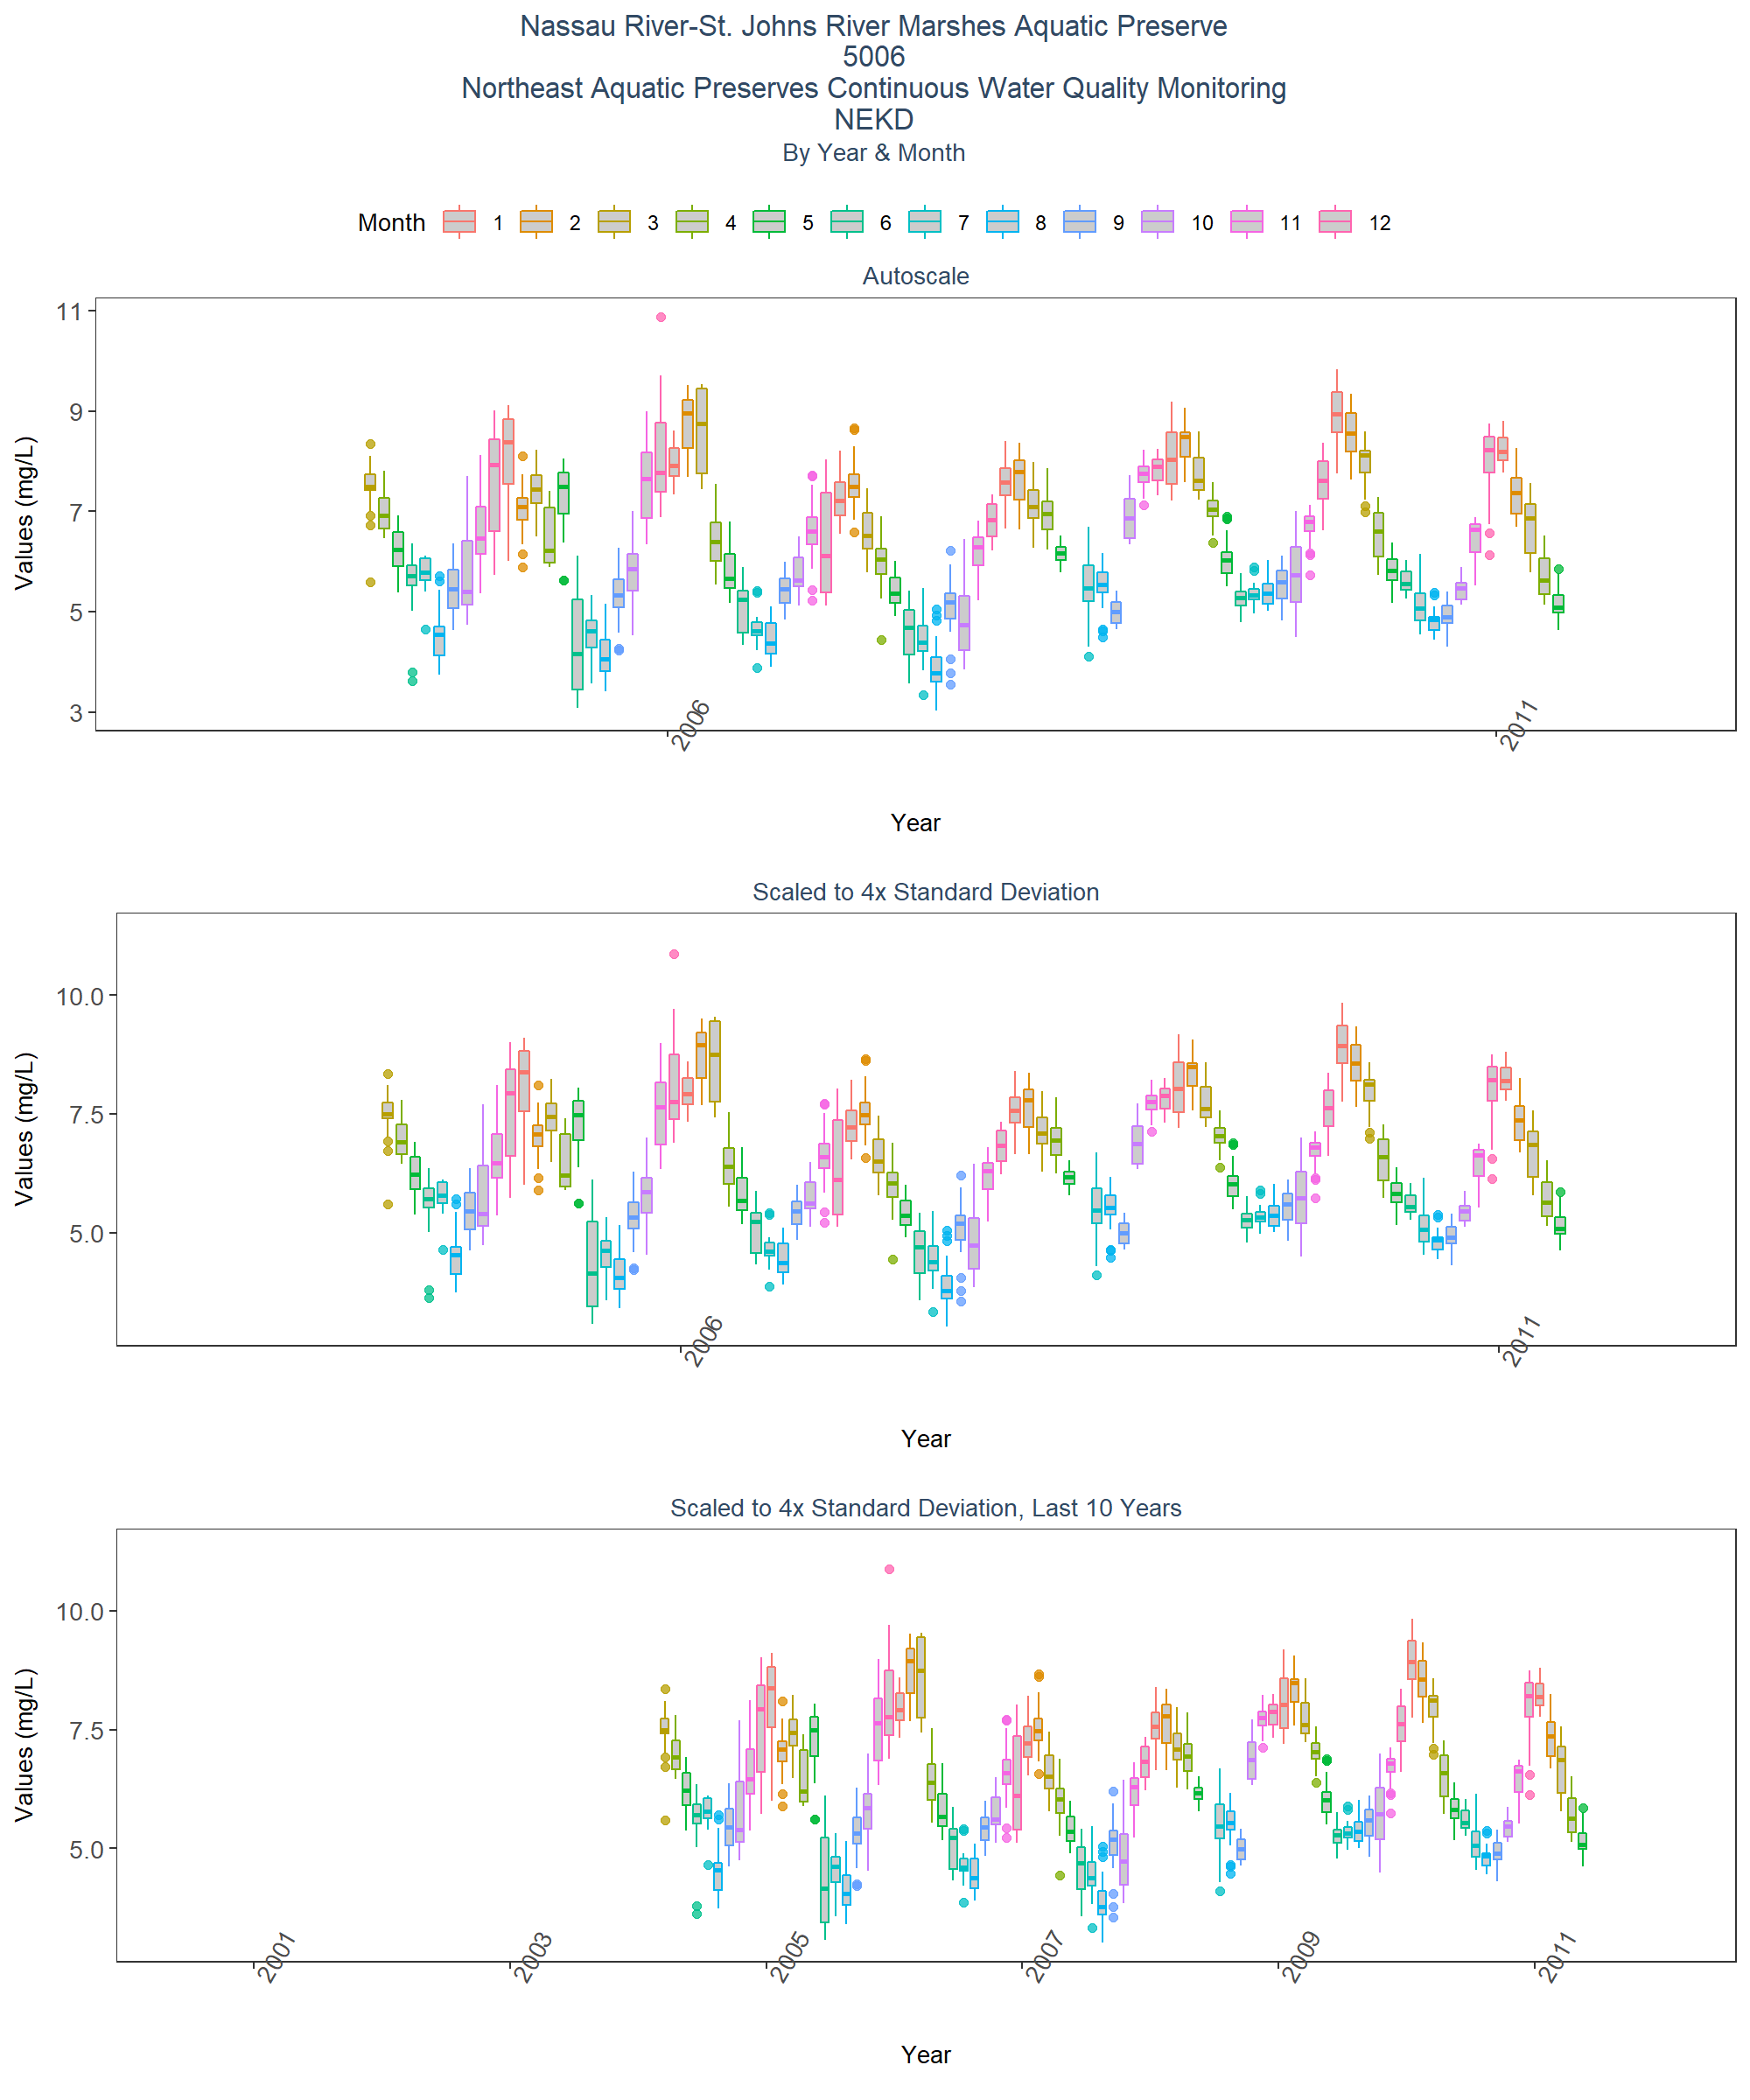 Nassau River-St. Johns River Marshes Aquatic Preserve
5006
Northeast Aquatic Preserves Continuous Water Quality Monitoring
NEKD
By Year & Month
Month 1 2 3 4 5 6 7 8 9 10 11 12
Autoscale
Values (mg/L)
11
9
7
5
3
2006 2011
Year
Scaled to 4x Standard Deviation
Values (mg/L)
10.0
7.5
5.0
2006 2011
Year
Scaled to 4x Standard Deviation, Last 10 Years
Values (mg/L)
10.0
7.5
5.0
2001 2003 2005 2007 2009 2011
Year